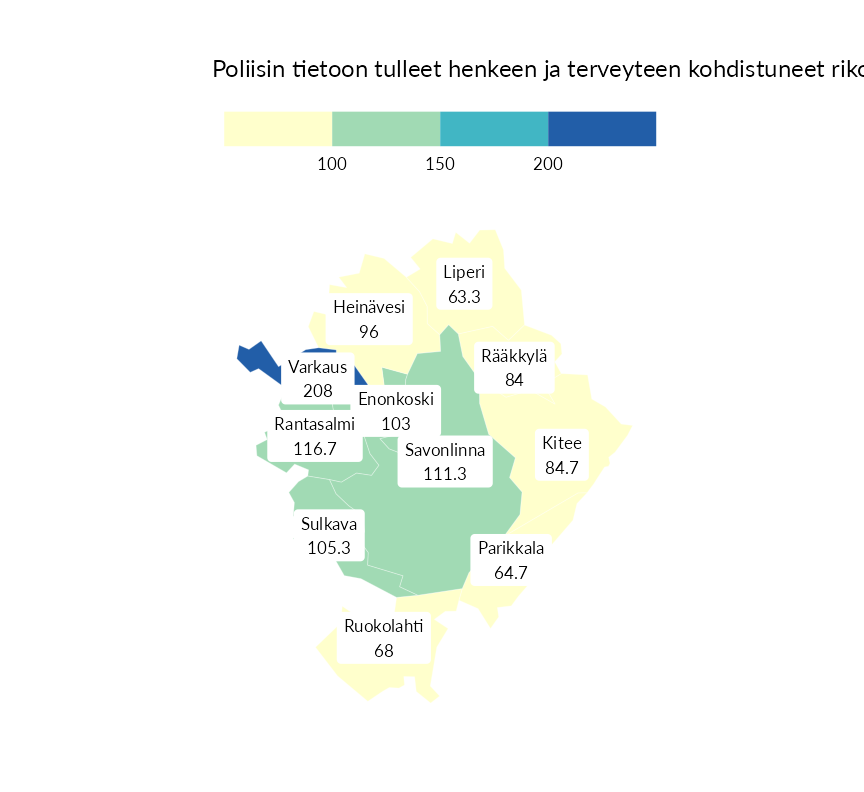 Poliisin tietoon tulleet henkeen ja terveyteen kohdistuneet
100 150 200
Liperi
63.3
Heinävesi
96
Rääkkylä
84
Varkaus
208
Enonkoski
103
Rantasalmi
116.7
Kitee
84.7
Savonlinna
111.3
Sulkava
105.3
Parikkala
64.7
Ruokolahti
68